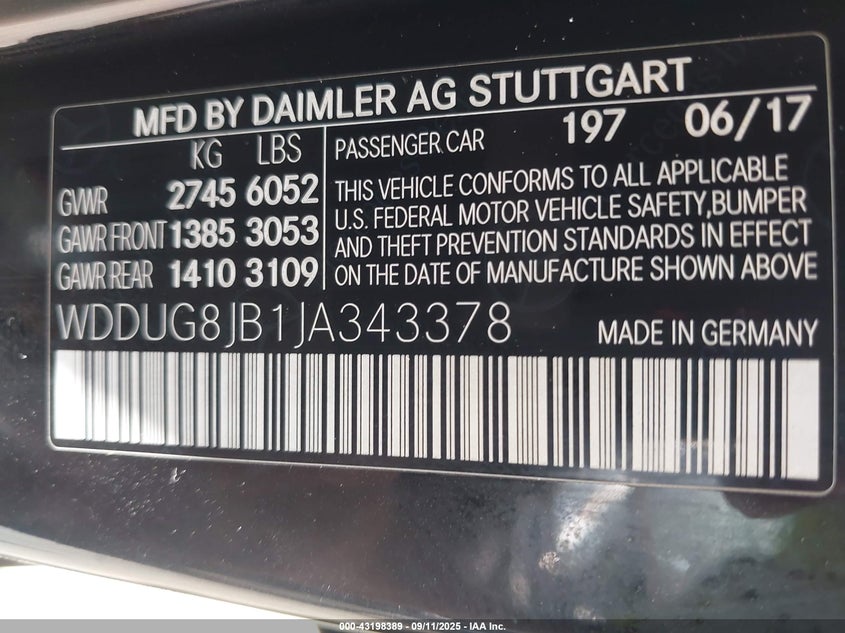 MFD BY DAIMLER AG STUTTGART
KG LBS
GVWR 2745 6052
GAWR FRONT 1385 3053
GAWR REAR 1410 3109
PASSENGER CAR 197 06/17
THIS VEHICLE CONFORMS TO ALL APPLICABLE
U.S. FEDERAL MOTOR VEHICLE SAFETY, BUMPER
AND THEFT PREVENTION STANDARDS IN EFFECT
ON THE DATE OF MANUFACTURE SHOWN ABOVE
WDDUG8JB1JA343378 MADE IN GERMANY
000-43198389 - 09/11/2025 - IAA Inc.